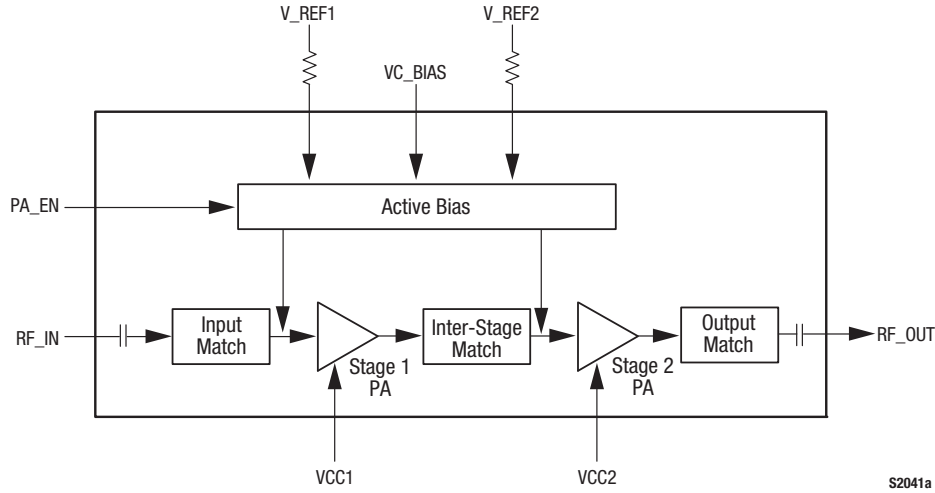 V_REF1
V_REF2
VC_BIAS
PA_EN
Active Bias
RF_IN
Input
Match
Stage 1
PA
Inter-Stage
Match
Stage 2
PA
Output
Match
RF_OUT
VCC1
VCC2
S2041a